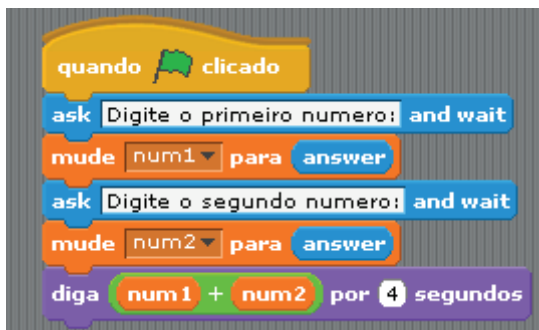 quando clicado
ask Digite o primeiro numero: and wait
mude num1 para answer
ask Digite o segundo numero: and wait
mude num2 para answer
diga num1 + num2 por 4 segundos